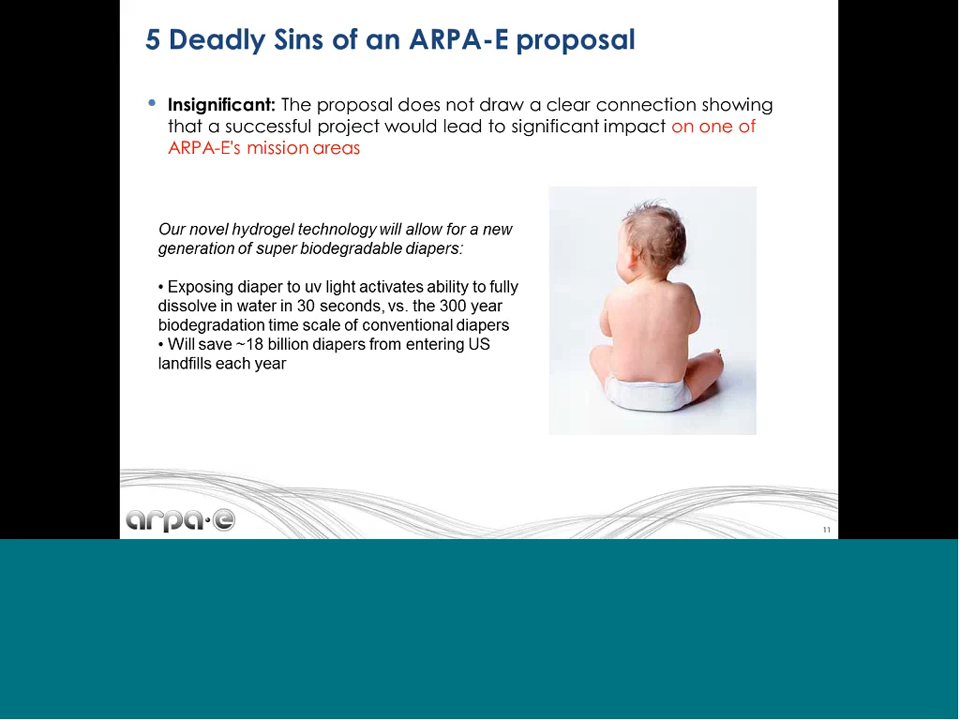 5 Deadly Sins of an ARPA-E proposal
• Insignificant: The proposal does not draw a clear connection showing
that a successful project would lead to significant impact on one of
ARPA-E's mission areas
Our novel hydrogel technology will allow for a new
generation of super biodegradable diapers:
• Exposing diaper to uv light activates ability to fully
dissolve in water in 30 seconds, vs. the 300 year
biodegradation time scale of conventional diapers
• Will save ~18 billion diapers from entering US
landfills each year
arpa·e
11